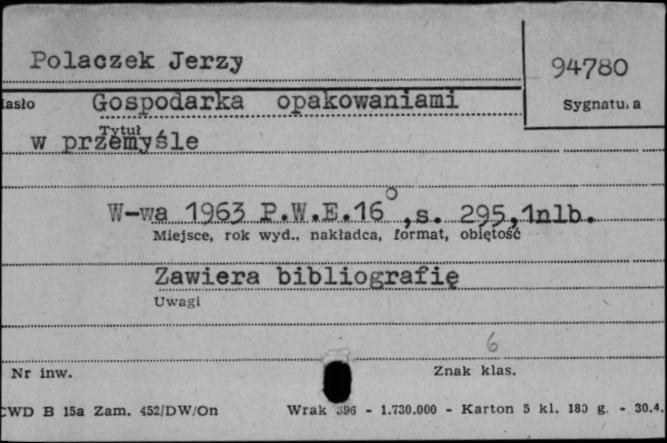 Polaczek Jerzy
94780
Sygnatura
Hasło Gospodarka opakowaniami
Tytuł
w przemyśle
W-wa 1963 P.W.E.16°,s. 295,1nlb.
Miejsce, rok wyd., nakładca, format, objętość
Zawiera bibliografię
Uwagi
6
Nr inw. Znak klas.
CWD B 15a Zam. 452/DW/On Wrak 396 - 1.730.000 - Karton 5 kl. 180 g. - 30.4.